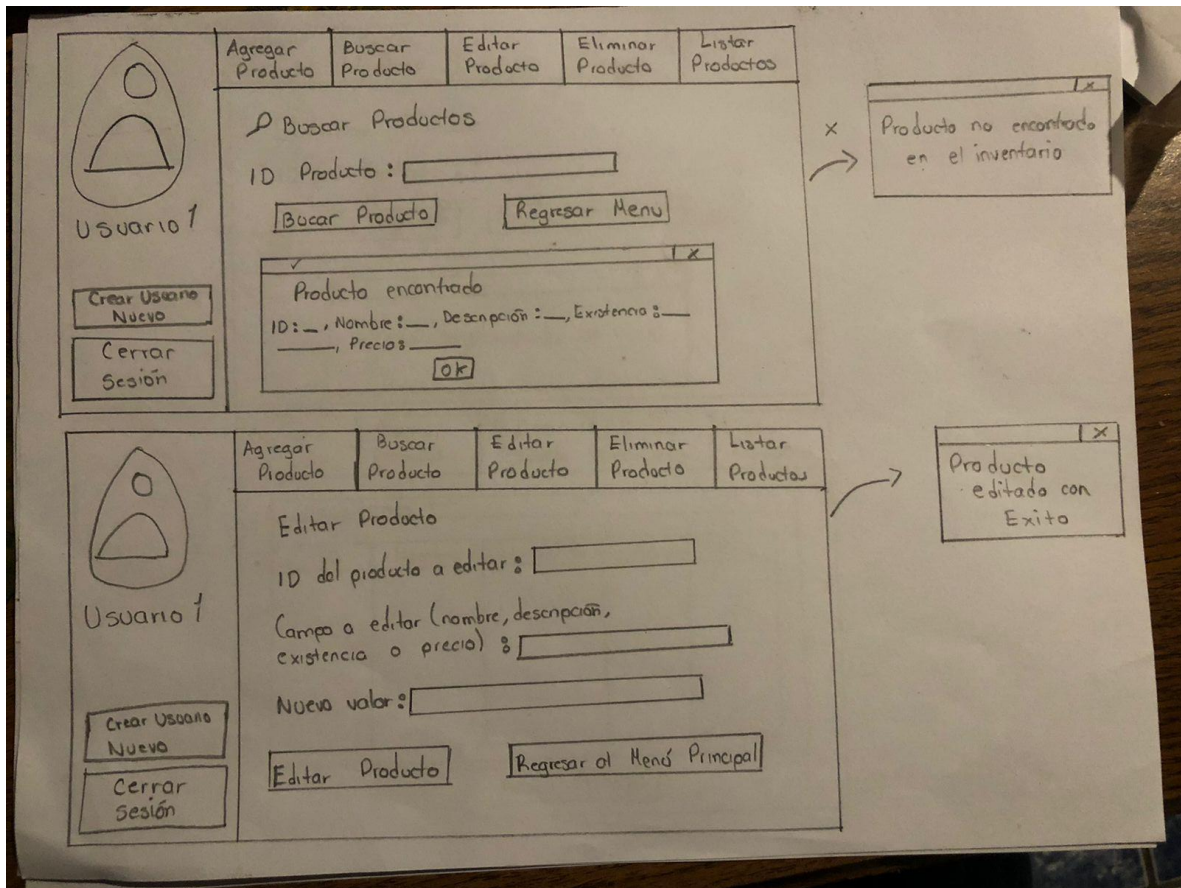 Agregar Producto
Buscar Producto
Editar Producto
Eliminar Producto
Listar Productos
Buscar Productos
ID Producto:
Bucar Producto
Regresar Menu
Usuario 1
Crear Usuario
Nuevo
Cerrar
Sesión
x
✓
Producto encontrado
ID:_, Nombre:__, Descripción:__, Existencia:__
____, Precio:____
Ok
x
x
Producto no encontrado
en el inventario
Agregar Producto
Buscar Producto
Editar Producto
Eliminar Producto
Listar Productos
Editar Producto
ID del producto a editar:
Campo a editar (nombre, descripción,
existencia o precio):
Nuevo valor:
Editar Producto
Regresar al Menú Principal
Usuario 1
Crear Usuario
Nuevo
Cerrar
Sesión
x
Producto
editado con
Exito